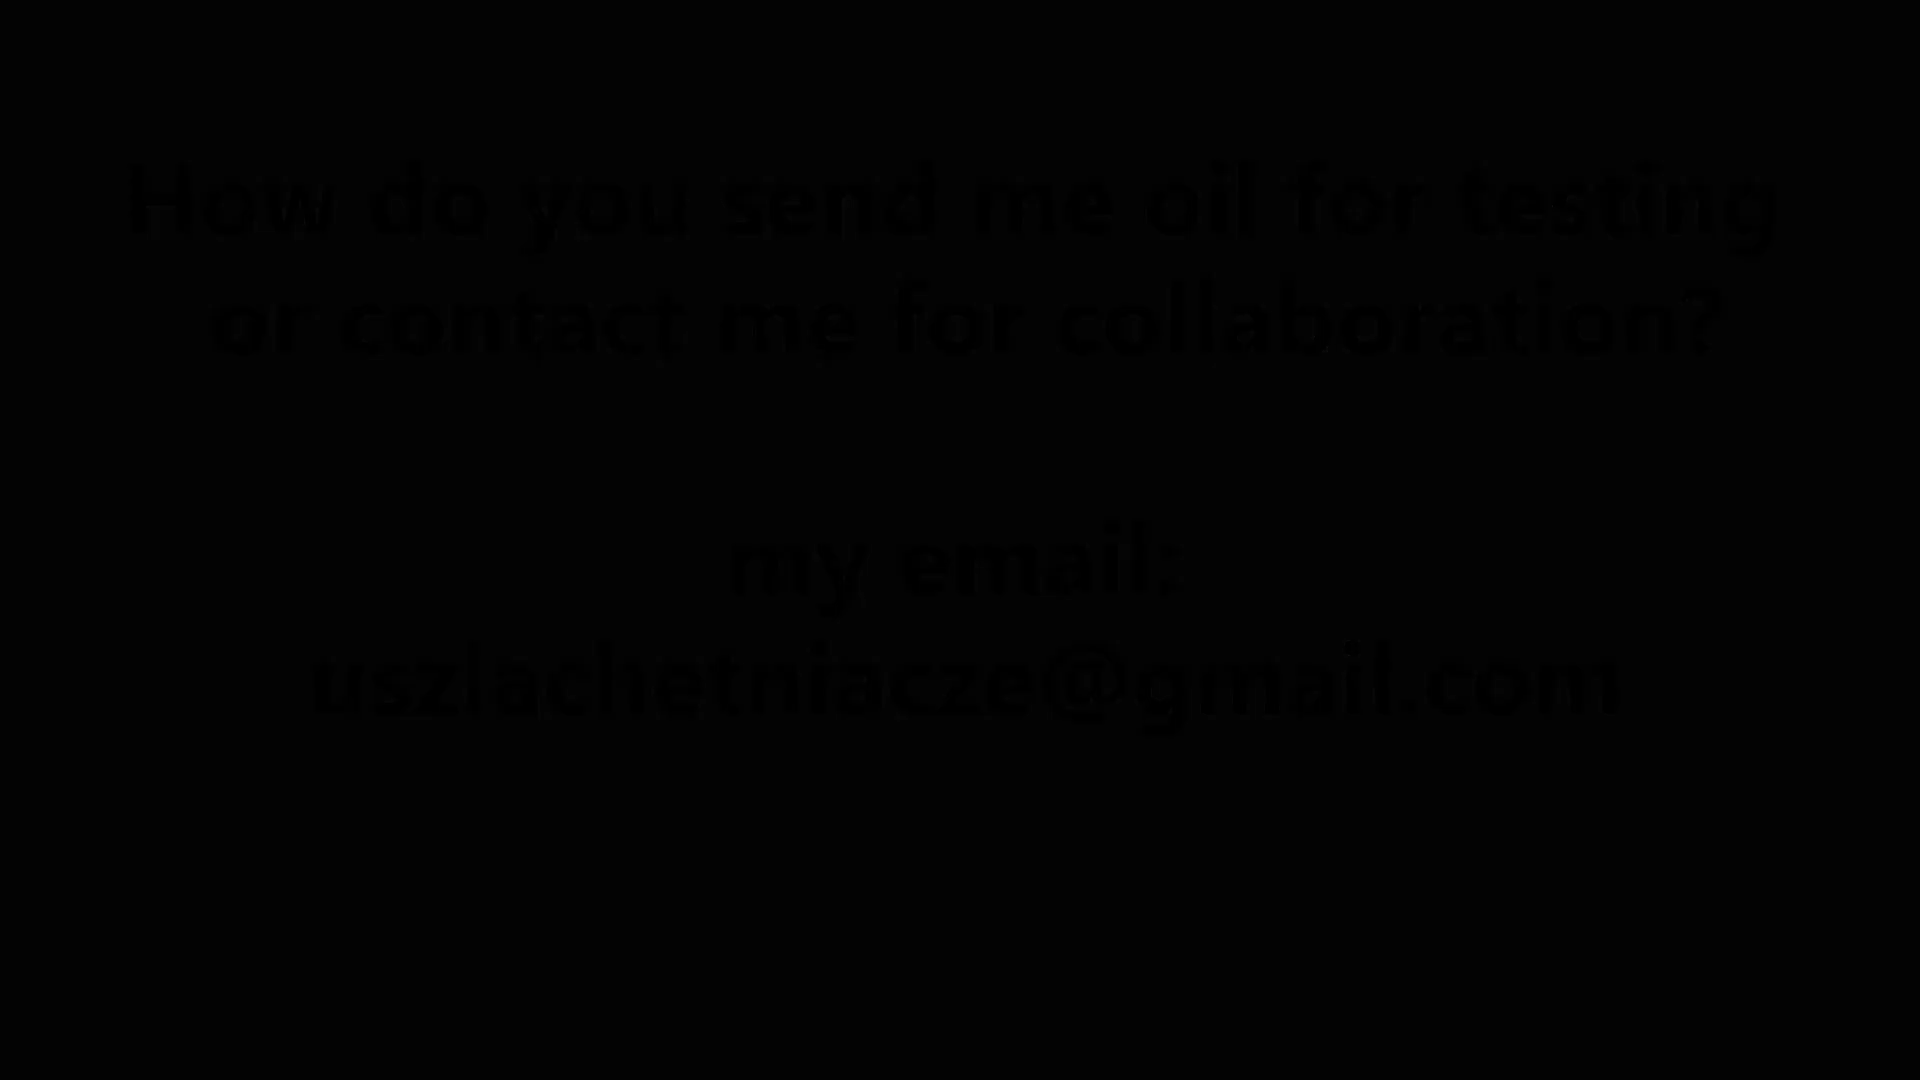 How do you send me oil for testing
or contact me for collaboration?
my email:
uszlachetniacze@gmail.com